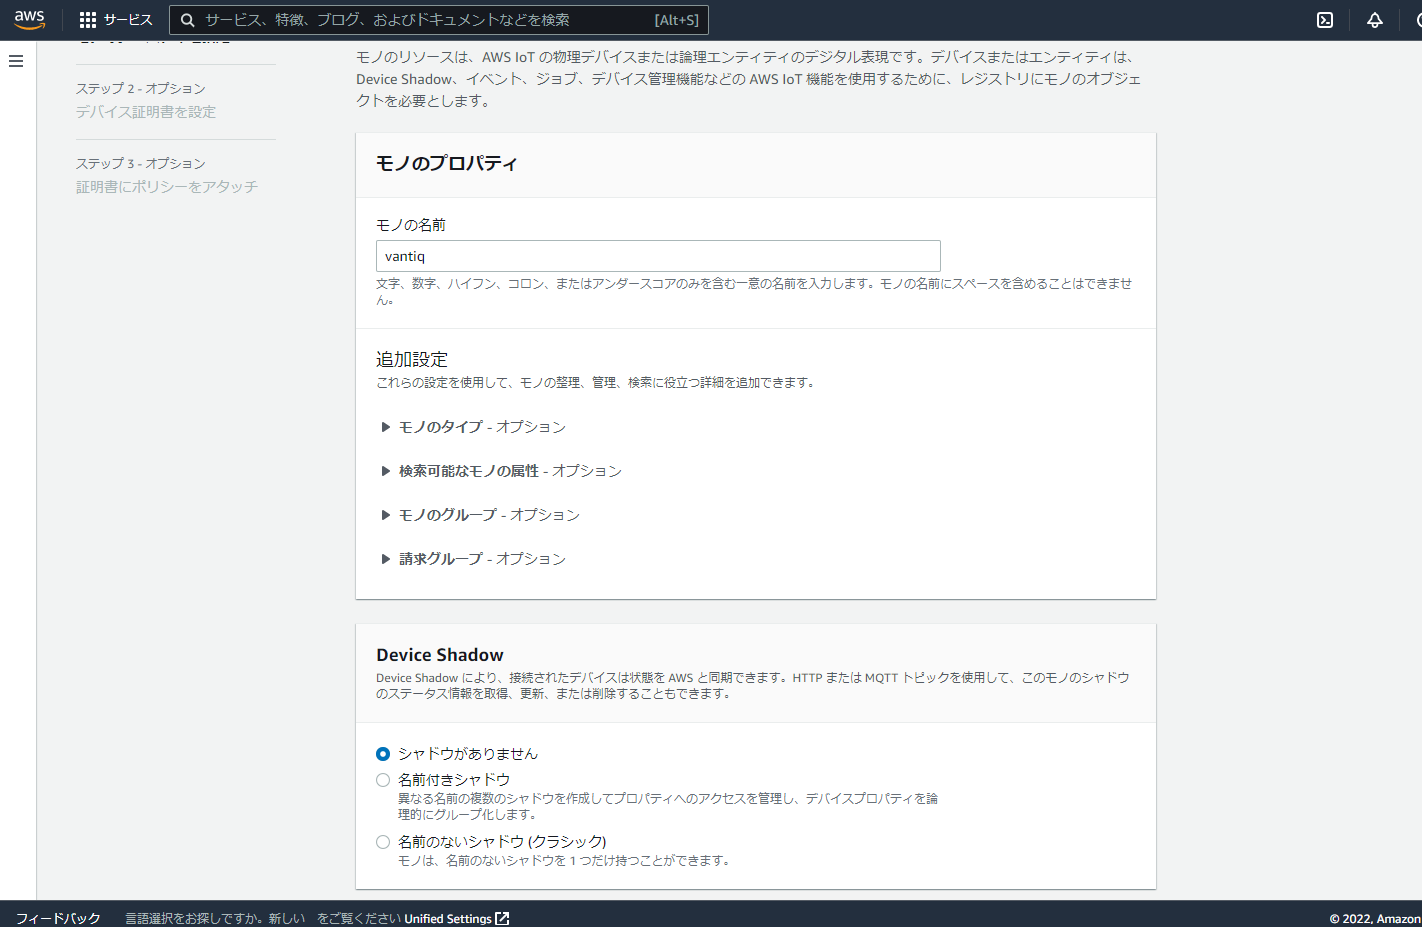 aws
サービス
サービス、特徴、ブログ、およびドキュメントなどを検索
[Alt+S]
ステップ 2 - オプション
デバイス証明書を設定
ステップ 3 - オプション
証明書にポリシーをアタッチ
モノのリソースは、AWS IoT の物理デバイスまたは論理エンティティのデジタル表現です。デバイスまたはエンティティは、
Device Shadow、イベント、ジョブ、デバイス管理機能などの AWS IoT 機能を使用するために、レジストリにモノのオブジェ
クトを必要とします。
モノのプロパティ
モノの名前
vantiq
文字、数字、ハイフン、コロン、またはアンダースコアのみを含む一意の名前を入力します。モノの名前にスペースを含めることはできませ
ん。
追加設定
これらの設定を使用して、モノの整理、管理、検索に役立つ詳細を追加できます。
モノのタイプ - オプション
検索可能なモノの属性 - オプション
モノのグループ - オプション
請求グループ - オプション
Device Shadow
Device Shadow により、接続されたデバイスは状態を AWS と同期できます。HTTP または MQTT トピックを使用して、このモノのシャドウ
のステータス情報を取得、更新、または削除することもできます。
シャドウがありません
名前付きシャドウ
異なる名前の複数のシャドウを作成してプロパティへのアクセスを管理し、デバイスプロパティを論
理的にグループ化します。
名前のないシャドウ (クラシック)
モノは、名前のないシャドウを 1 つだけ持つことができます。
フィードバック
言語選択をお探しですか。新しい をご覧ください Unified Settings
© 2022, Amazon